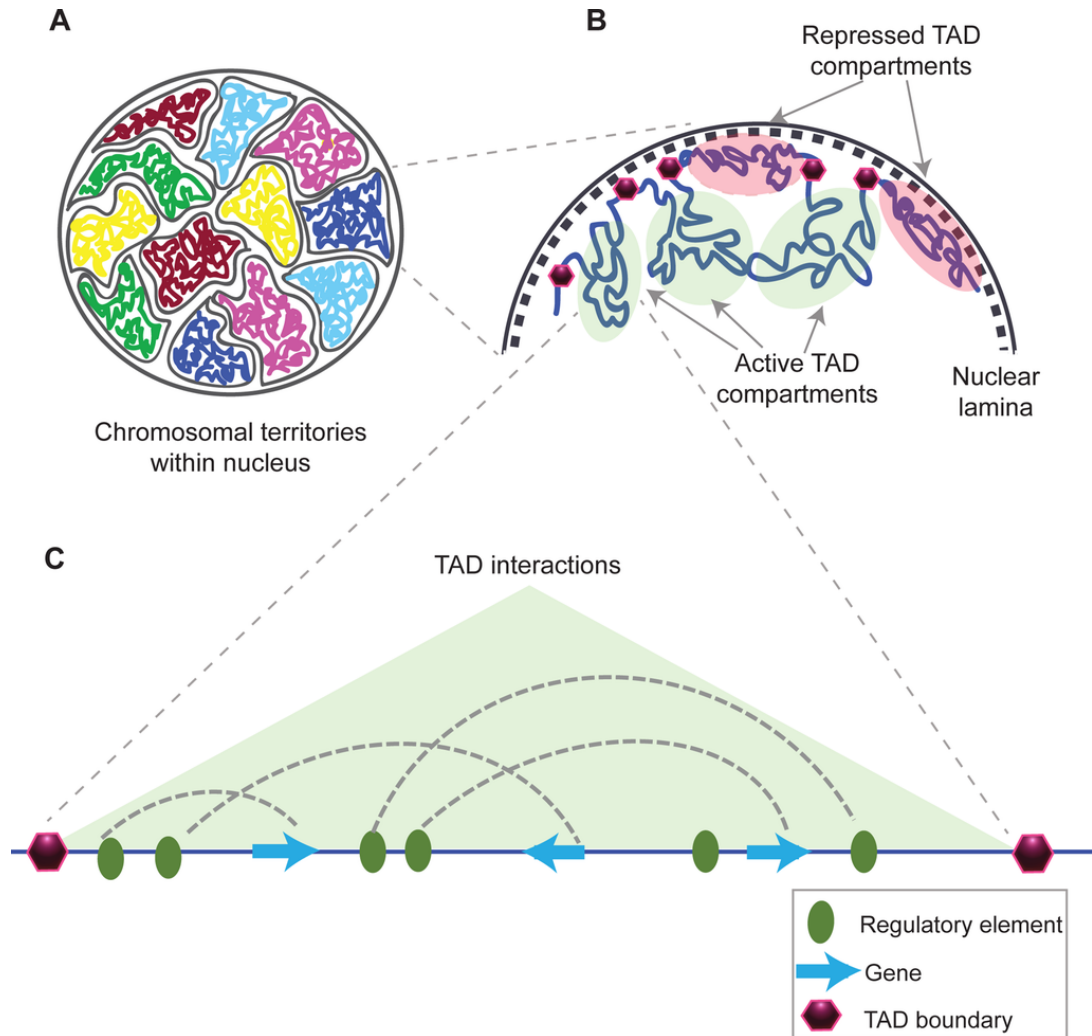 A
Chromosomal territories
within nucleus
B
Repressed TAD
compartments
Active TAD
compartments
Nuclear
lamina
C
TAD interactions
Regulatory element
Gene
TAD boundary